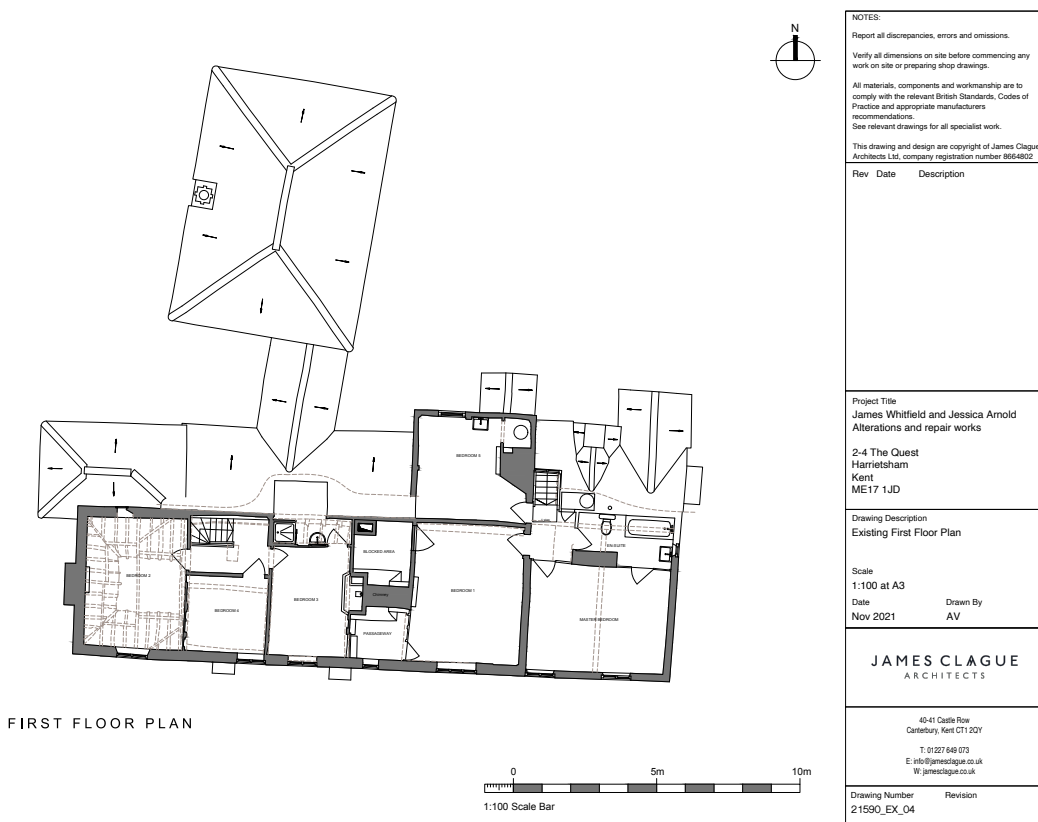 N
BEDROOM 5
EN-SUITE
BLOCKED AREA
BEDROOM 2
BEDROOM 4
BEDROOM 3
Chimney
BEDROOM 1
PASSAGEWAY
MASTER BEDROOM
FIRST FLOOR PLAN
0 5m 10m
1:100 Scale Bar
NOTES:
Report all discrepancies, errors and omissions.
Verify all dimensions on site before commencing any
work on site or preparing shop drawings.
All materials, components and workmanship are to
comply with the relevant British Standards, Codes of
Practice and appropriate manufacturers
recommendations.
See relevant drawings for all specialist work.
This drawing and design are copyright of James Clague
Architects Ltd, company registration number 8664802
Rev Date Description
Project Title
James Whitfield and Jessica Arnold
Alterations and repair works
2-4 The Quest
Harrietsham
Kent
ME17 1JD
Drawing Description
Existing First Floor Plan
Scale
1:100 at A3
Date Drawn By
Nov 2021 AV
JAMES CLAGUE
ARCHITECTS
40-41 Castle Row
Canterbury, Kent CT1 2QY
T: 01227 649 073
E: info@jamesclague.co.uk
W: jamesclague.co.uk
Drawing Number Revision
21590_EX_04